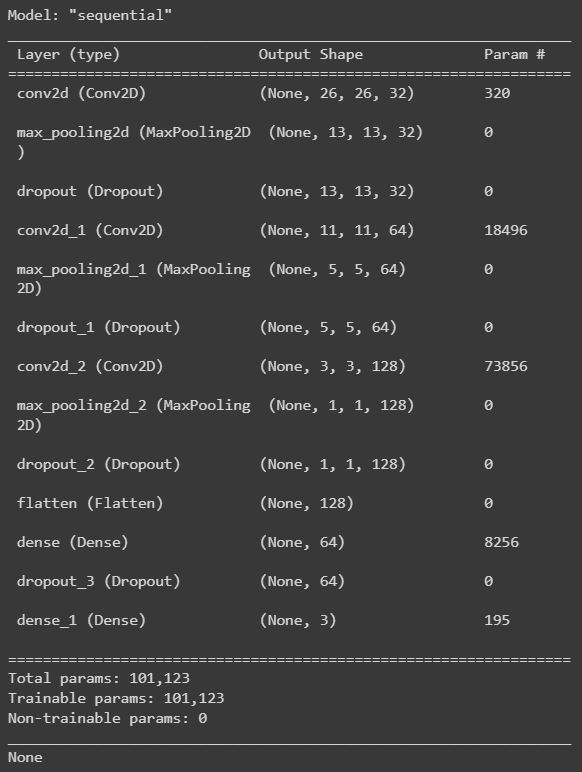 Model: "sequential"
Layer (type) Output Shape Param #
conv2d (Conv2D) (None, 26, 26, 32) 320
max_pooling2d (MaxPooling2D (None, 13, 13, 32) 0
)
dropout (Dropout) (None, 13, 13, 32) 0
conv2d_1 (Conv2D) (None, 11, 11, 64) 18496
max_pooling2d_1 (MaxPooling (None, 5, 5, 64) 0
2D)
dropout_1 (Dropout) (None, 5, 5, 64) 0
conv2d_2 (Conv2D) (None, 3, 3, 128) 73856
max_pooling2d_2 (MaxPooling (None, 1, 1, 128) 0
2D)
dropout_2 (Dropout) (None, 1, 1, 128) 0
flatten (Flatten) (None, 128) 0
dense (Dense) (None, 64) 8256
dropout_3 (Dropout) (None, 64) 0
dense_1 (Dense) (None, 3) 195
Total params: 101,123
Trainable params: 101,123
Non-trainable params: 0
None